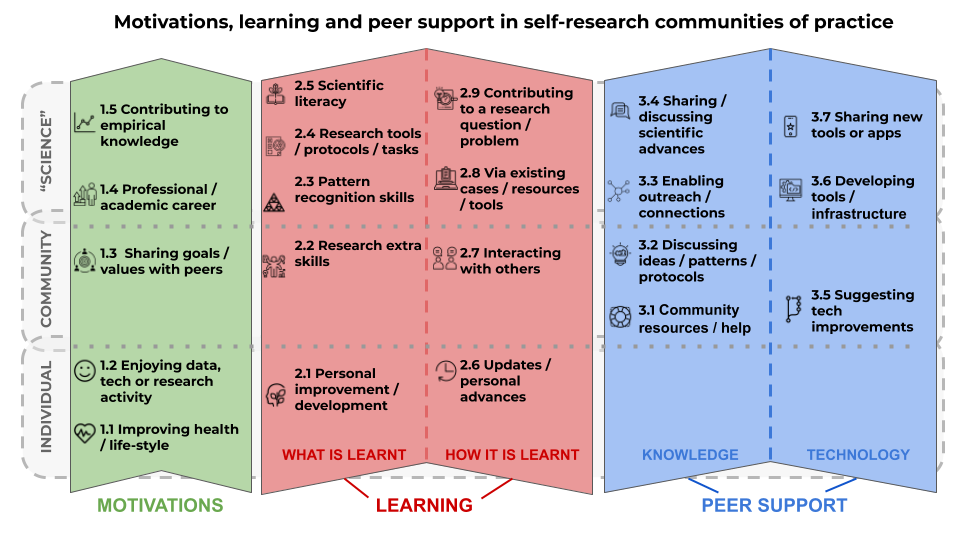 Motivations, learning and peer support in self-research communities of practice
“SCIENCE”
COMMUNITY
INDIVIDUAL
1.5 Contributing to
empirical
knowledge
1.4 Professional /
academic career
1.3  Sharing goals /
values with peers
1.2 Enjoying data,
tech or research
activity
1.1 Improving health
/ life-style
MOTIVATIONS
2.5 Scientific
literacy
2.4 Research tools
/ protocols / tasks
2.3 Pattern
recognition skills
2.2 Research extra
skills
2.1 Personal
improvement /
development
WHAT IS LEARNT
2.9 Contributing
to a research
question /
problem
2.8 Via existing
cases / resources
/ tools
2.7 Interacting
with others
2.6 Updates /
personal
advances
HOW IT IS LEARNT
LEARNING
3.4 Sharing /
discussing
scientific
advances
3.3 Enabling
outreach /
connections
3.2 Discussing
ideas / patterns /
protocols
3.1 Community
resources / help
KNOWLEDGE
3.7 Sharing new
tools or apps
3.6 Developing
tools /
infrastructure
3.5 Suggesting
tech
improvements
TECHNOLOGY
PEER SUPPORT